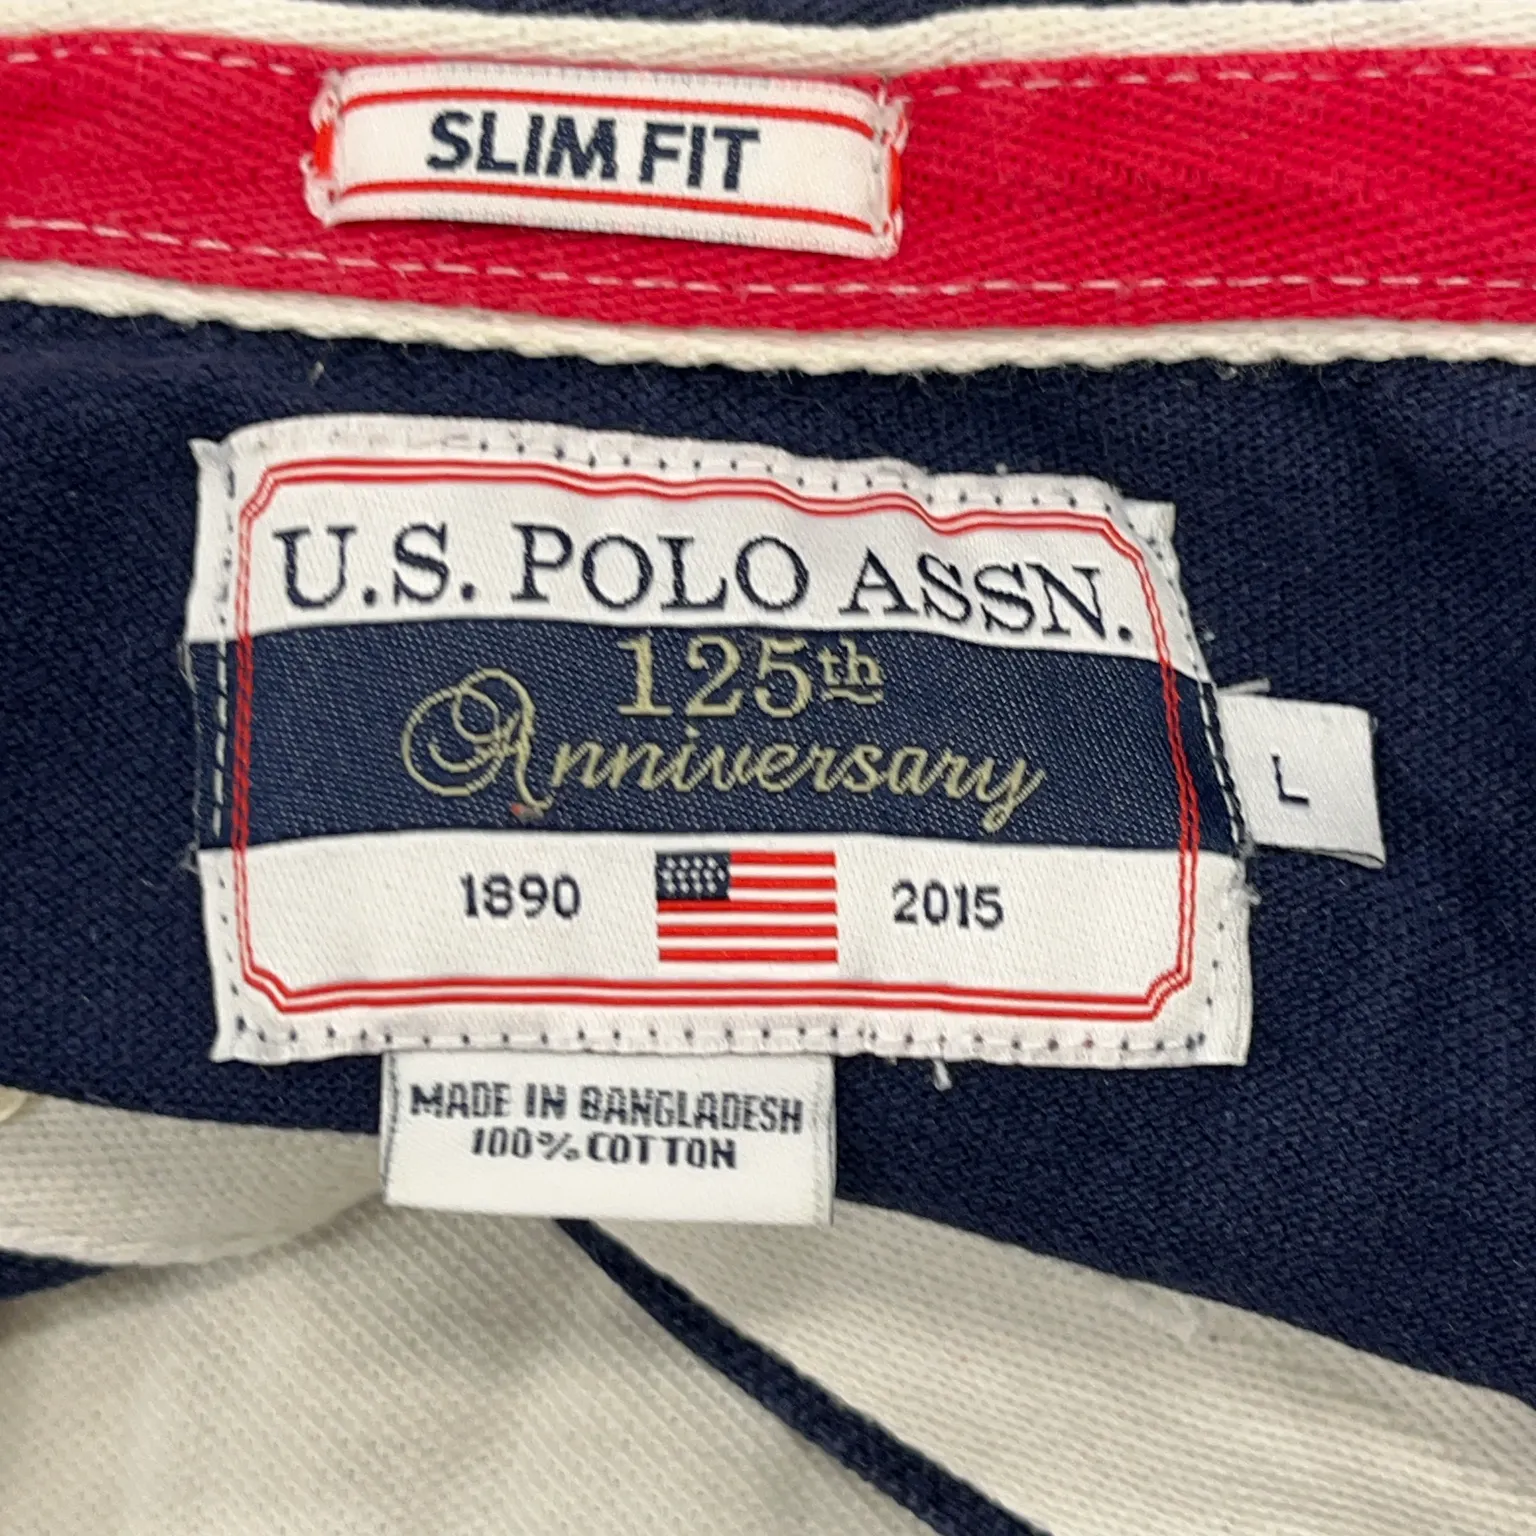 SLIM FIT
U.S. POLO ASSN.
125th
Anniversary
1890 2015
L
MADE IN BANGLADESH
100% COTTON